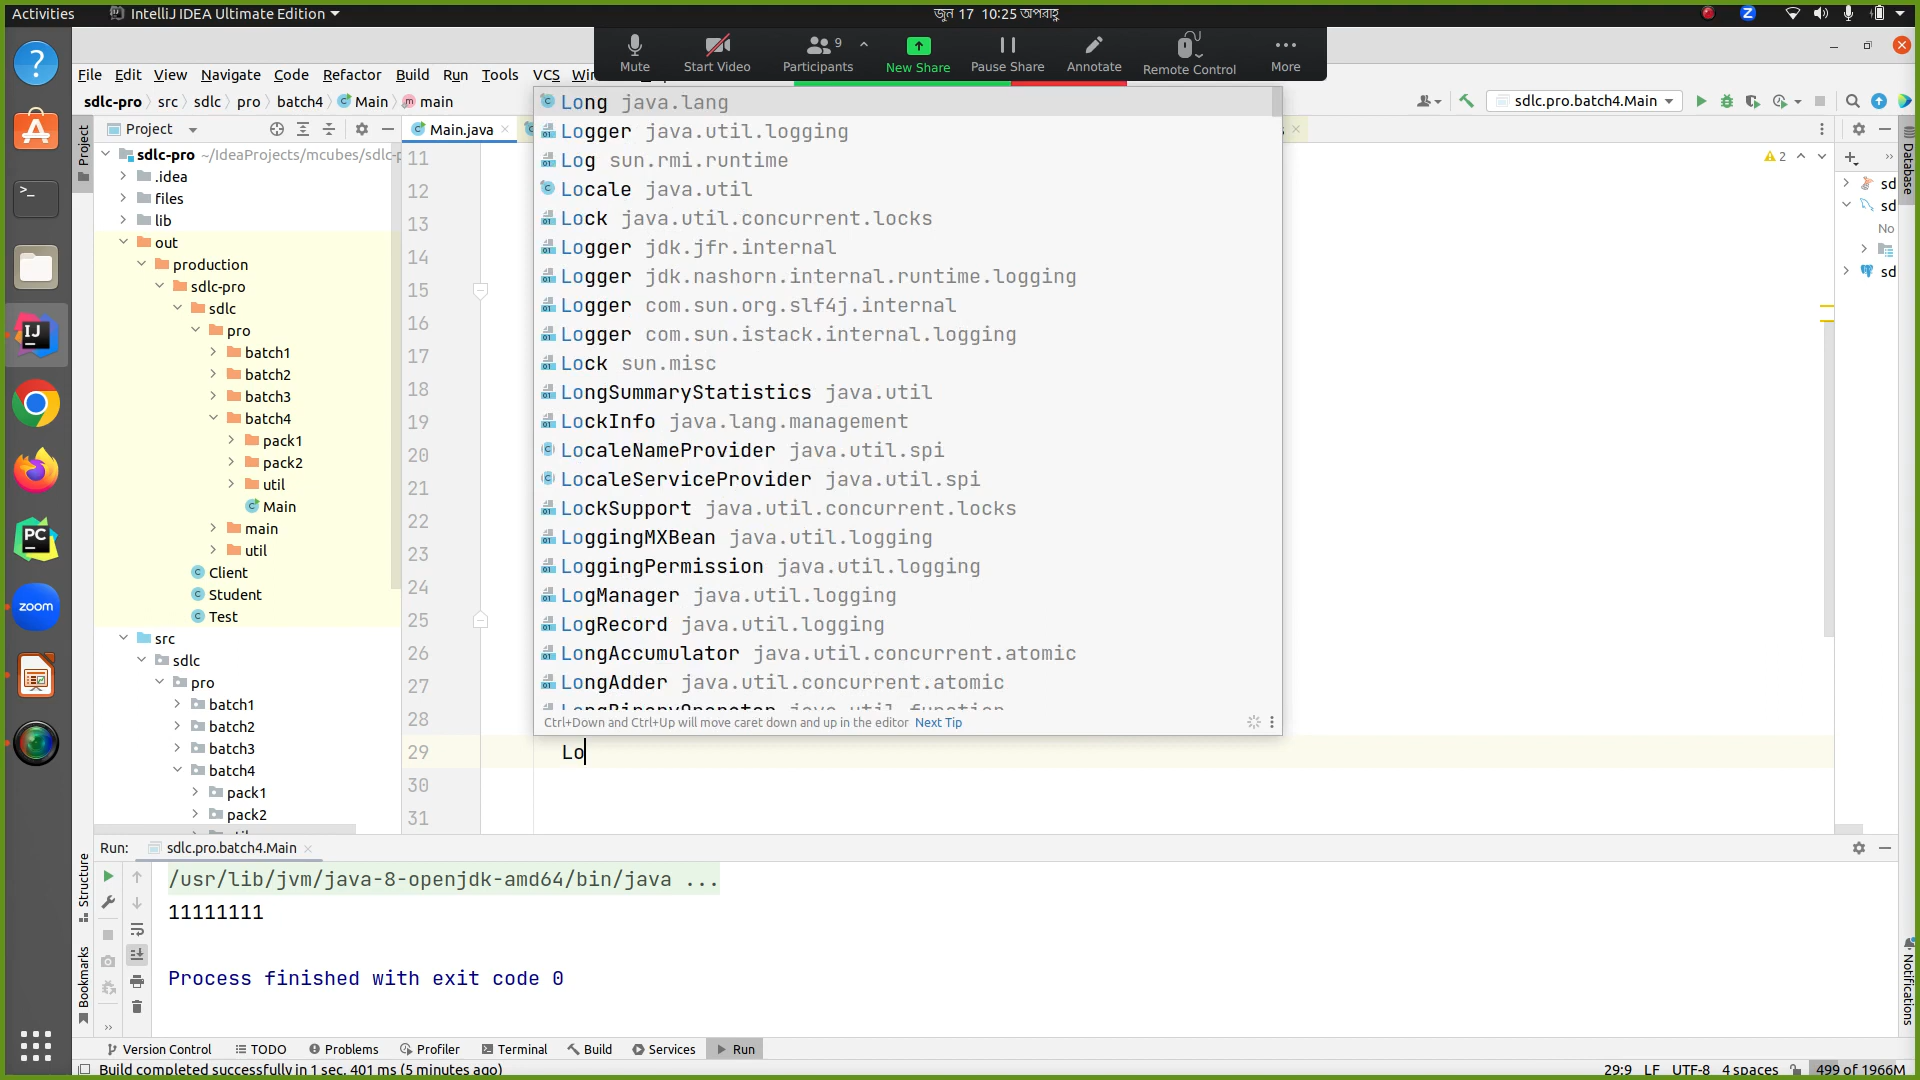 Activities IntelliJ IDEA Ultimate Edition জুন 17 10:25 অপরাহ্ণ
Mute Start Video Participants 9 New Share Pause Share Annotate Remote Control More
File Edit View Navigate Code Refactor Build Run Tools VCS
sdlc-pro src sdlc pro batch4 Main main
sdlc.pro.batch4.Main
Project
Main.java
sdlc-pro ~/IdeaProjects/mcubes/sdlc-p
.idea
files
lib
out
production
sdlc-pro
sdlc
pro
batch1
batch2
batch3
batch4
pack1
pack2
util
Main
main
util
Client
Student
Test
src
sdlc
pro
batch1
batch2
batch3
batch4
pack1
pack2
11
12
13
14
15
16
17
18
19
20
21
22
23
24
25
26
27
28
29 Lo
30
31
Long java.lang
Logger java.util.logging
Log sun.rmi.runtime
Locale java.util
Lock java.util.concurrent.locks
Logger jdk.jfr.internal
Logger jdk.nashorn.internal.runtime.logging
Logger com.sun.org.slf4j.internal
Logger com.sun.istack.internal.logging
Lock sun.misc
LongSummaryStatistics java.util
LockInfo java.lang.management
LocaleNameProvider java.util.spi
LocaleServiceProvider java.util.spi
LockSupport java.util.concurrent.locks
LoggingMXBean java.util.logging
LoggingPermission java.util.logging
LogManager java.util.logging
LogRecord java.util.logging
LongAccumulator java.util.concurrent.atomic
LongAdder java.util.concurrent.atomic
LongBinaryOperator java.util.function
Ctrl+Down and Ctrl+Up will move caret down and up in the editor Next Tip
2
sd
sd
No
sd
Database
Notifications
Project
Structure
Bookmarks
Run: sdlc.pro.batch4.Main
/usr/lib/jvm/java-8-openjdk-amd64/bin/java ...
11111111
Process finished with exit code 0
Version Control TODO Problems Profiler Terminal Build Services Run
Build completed successfully in 1 sec, 401 ms (5 minutes ago)
29:9 LF UTF-8 4 spaces 499 of 1966M
zoom